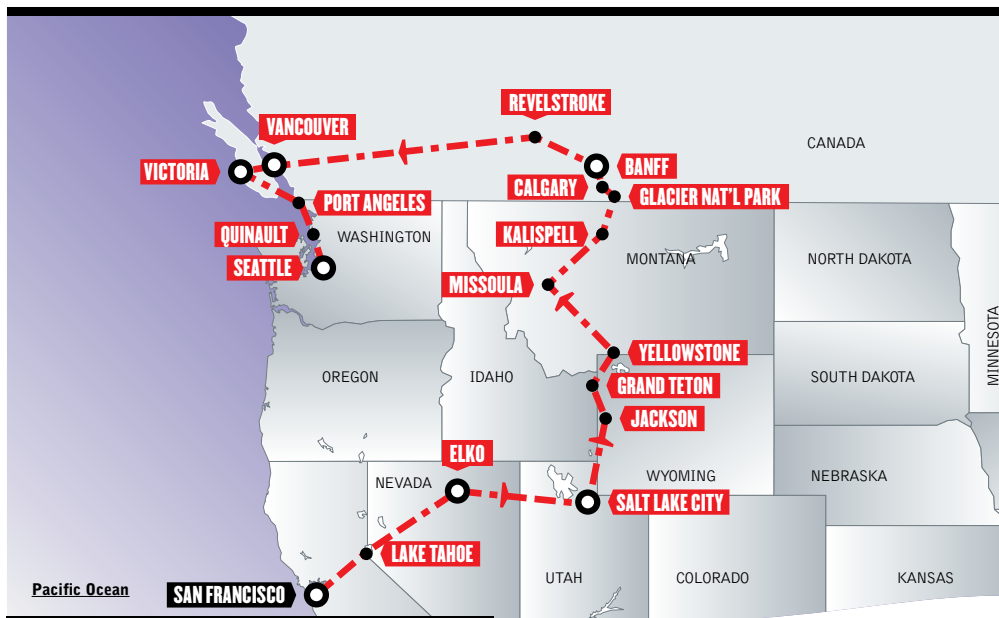 REVELSTROKE
VANCOUVER
CANADA
VICTORIA
BANFF
CALGARY
GLACIER NAT'L PARK
PORT ANGELES
QUINAULT
WASHINGTON
KALISPELL
SEATTLE
MONTANA
NORTH DAKOTA
MISSOULA
MINNESOTA
YELLOWSTONE
OREGON
IDAHO
GRAND TETON
SOUTH DAKOTA
JACKSON
ELKO
NEVADA
WYOMING
NEBRASKA
SALT LAKE CITY
LAKE TAHOE
UTAH
COLORADO
KANSAS
Pacific Ocean
SAN FRANCISCO